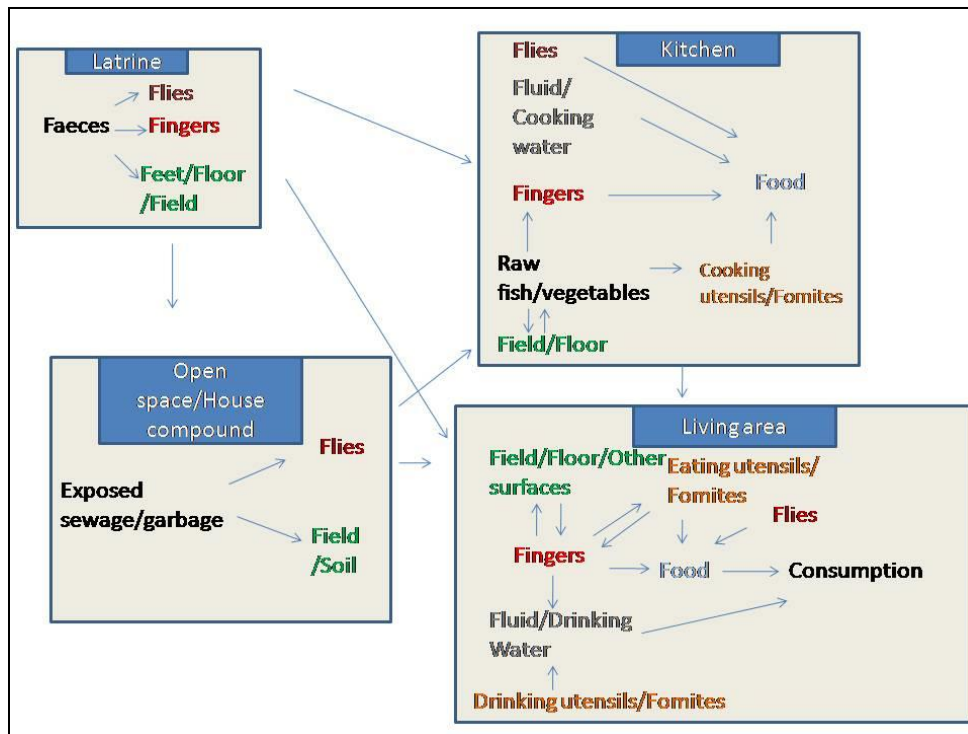 Latrine
Flies
Faeces
Fingers
Feet/Floor
/Field
Kitchen
Flies
Fluid/
Cooking
water
Fingers
Food
Raw
fish/vegetables
Cooking
utensils/Fomites
Field/Floor
Open
space/House
compound
Flies
Exposed
sewage/garbage
Field
/Soil
Living area
Field/Floor/Other
surfaces
Eating utensils/
Fomites
Flies
Fingers
Food
Consumption
Fluid/Drinking
Water
Drinking utensils/Fomites